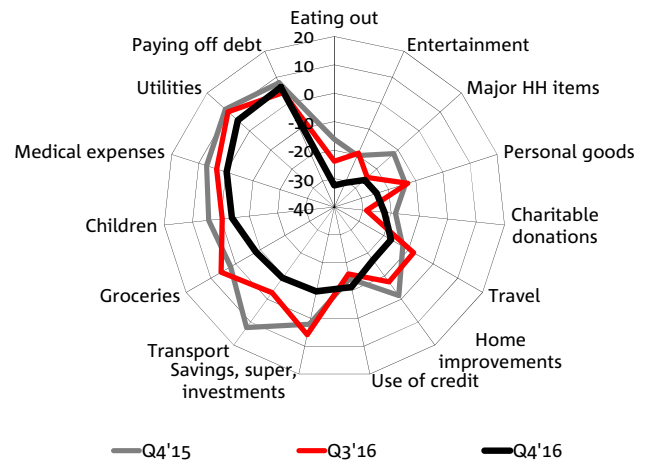 Eating out
20
Paying off debt
Entertainment
10
Utilities
Major HH items
0
-10
Medical expenses
Personal goods
-20
-30
-40
Children
Charitable
donations
Groceries
Travel
Transport
Home
improvements
Savings, super,
investments
Use of credit
Q4'15
Q3'16
Q4'16